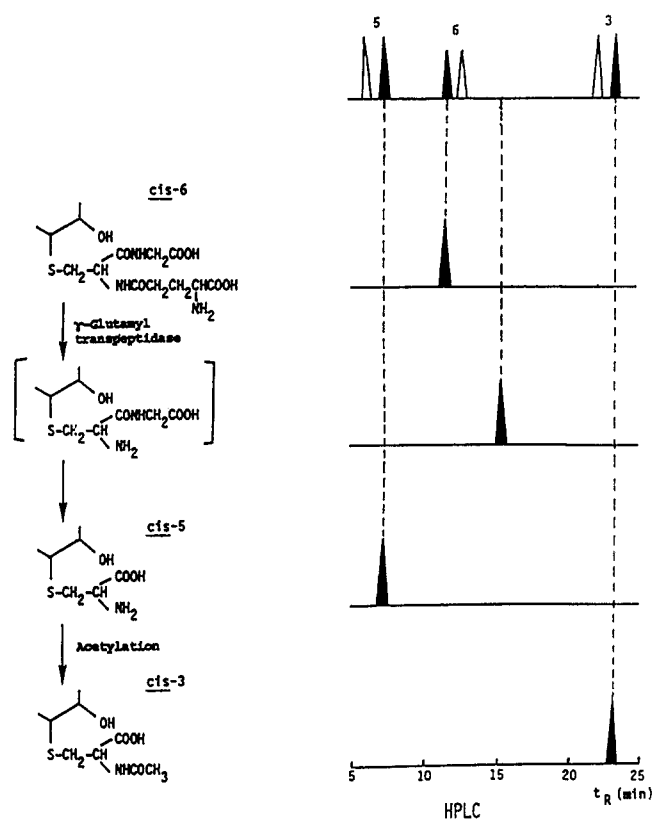 5 6 3
cis-6
OH
CONHCH2COOH
S-CH2-CH
NHCOCH2CH2CHCOOH
NH2
γ-Glutamyl
transpeptidase
OH
CONHCH2COOH
S-CH2-CH
NH2
cis-5
OH
COOH
S-CH2-CH
NH2
Acetylation
cis-3
OH
COOH
S-CH2-CH
NHCOCH3
5 10 15 20 25
tR (min)
HPLC